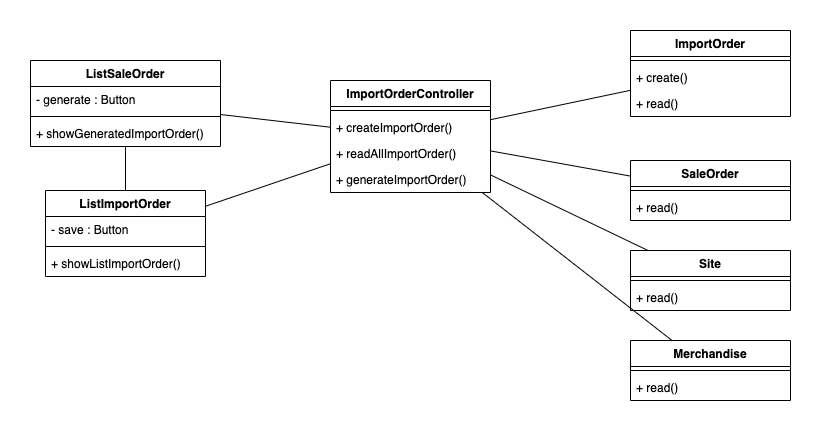 ListSaleOrder
- generate : Button
+ showGeneratedImportOrder()
ListImportOrder
- save : Button
+ showListImportOrder()
ImportOrderController
+ createImportOrder()
+ readAllImportOrder()
+ generateImportOrder()
ImportOrder
+ create()
+ read()
SaleOrder
+ read()
Site
+ read()
Merchandise
+ read()